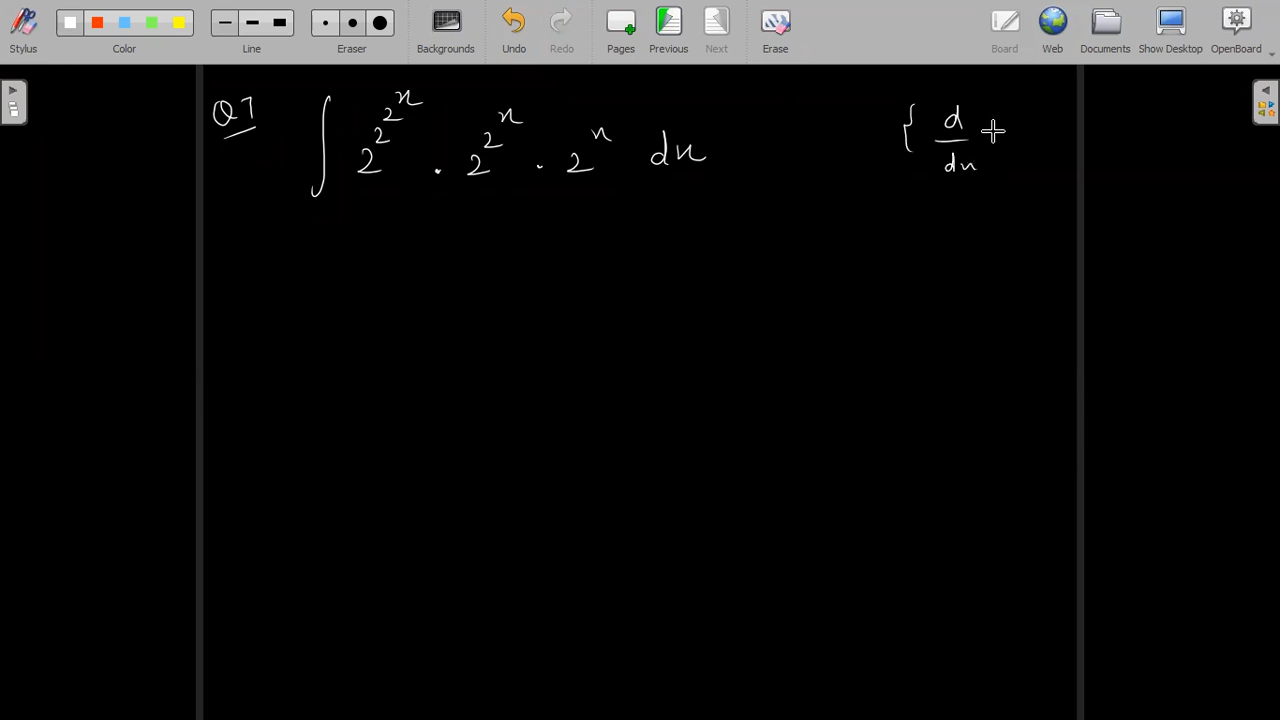 Stylus Color Line Eraser Backgrounds Undo Redo Pages Previous Next Erase Board Web Documents Show Desktop OpenBoard
Q7 ∫ 2^{2^{2^x}} . 2^{2^x} . 2^x dx { d/dx